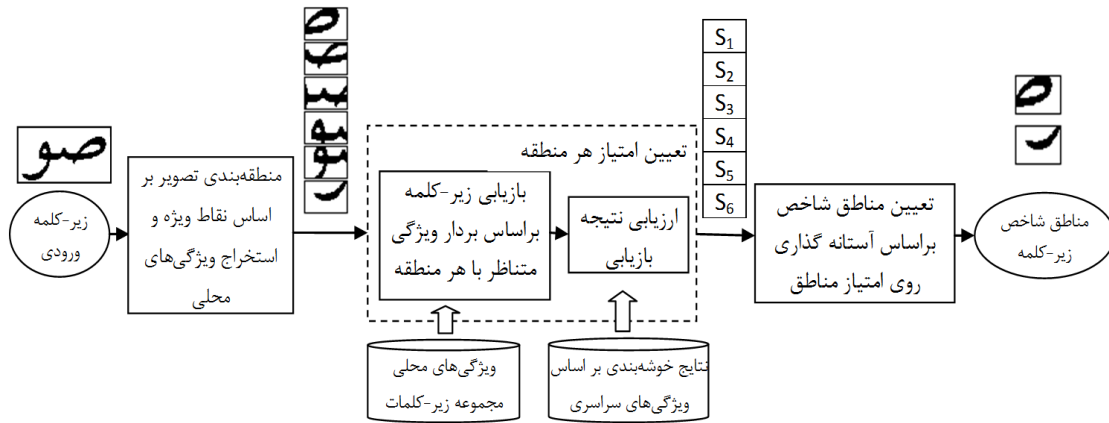 صو
زیر-کلمه
ورودی
منطقه‌بندی تصویر بر
اساس نقاط ویژه و
استخراج ویژگی‌های
محلی
تعیین امتیاز هر منطقه
بازیابی زیر-کلمه
براساس بردار ویژگی
متناظر با هر منطقه
ارزیابی نتیجه
بازیابی
ویژگی‌های محلی
مجموعه زیر-کلمات
نتایج خوشه‌بندی بر اساس
ویژگی‌های سراسری
S1
S2
S3
S4
S5
S6
تعیین مناطق شاخص
براساس آستانه گذاری
روی امتیاز مناطق
مناطق شاخص
زیر-کلمه